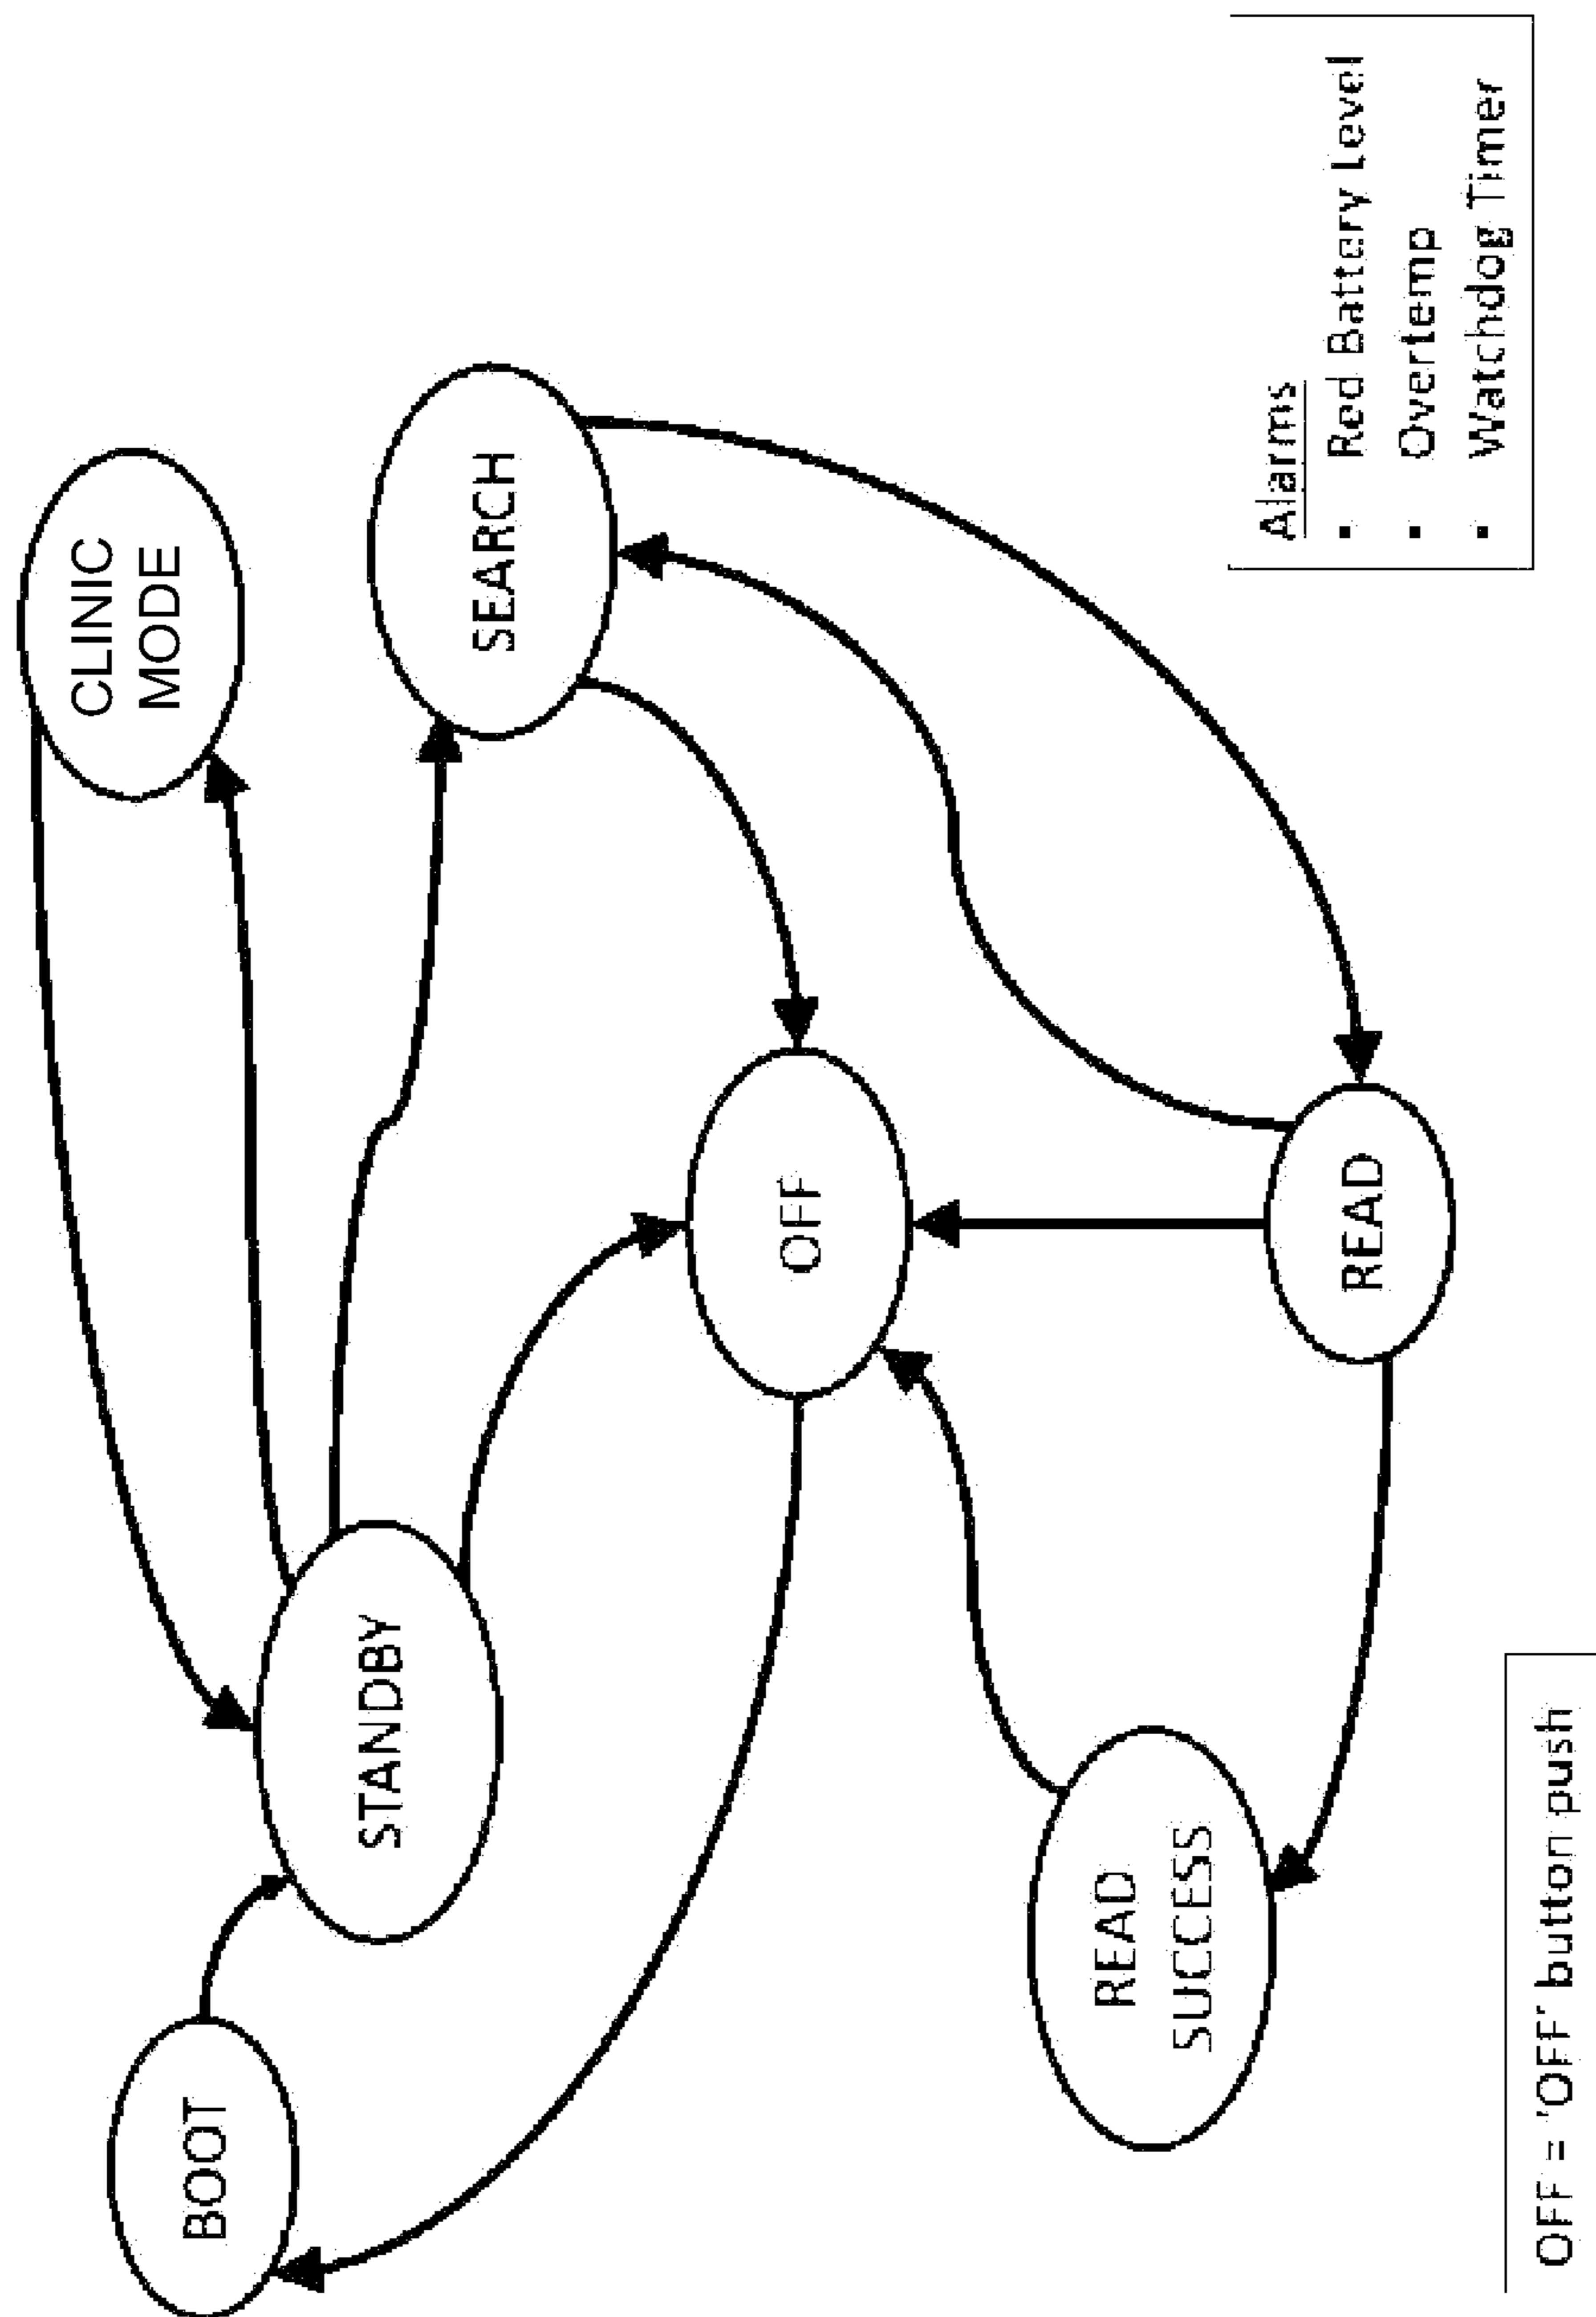 CLINIC
MODE
BOOT
STANDBY
SEARCH
OFF
READ
SUCCESS
READ
Alarms
▪ Red Battery Level
▪ Overtemp
▪ Watchdog Timer
OFF = 'OFF' button push